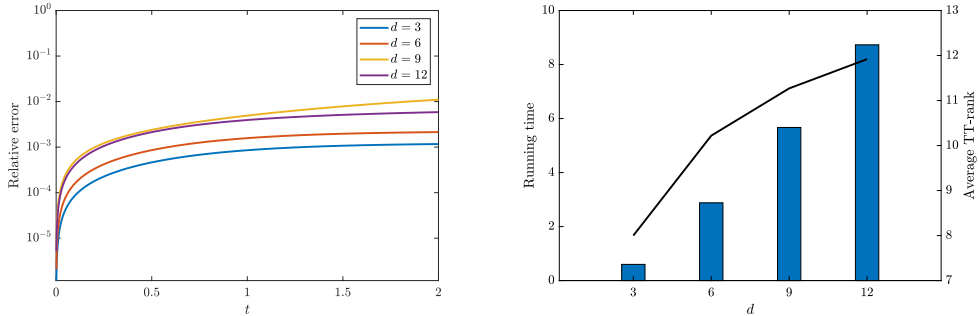 10^0
10^-1
10^-2
10^-3
10^-4
10^-5
Relative error
0 0.5 1 1.5 2
t
d = 3
d = 6
d = 9
d = 12
10
8
6
4
2
0
Running time
3 6 9 12
d
13
12
11
10
9
8
7
Average TT-rank